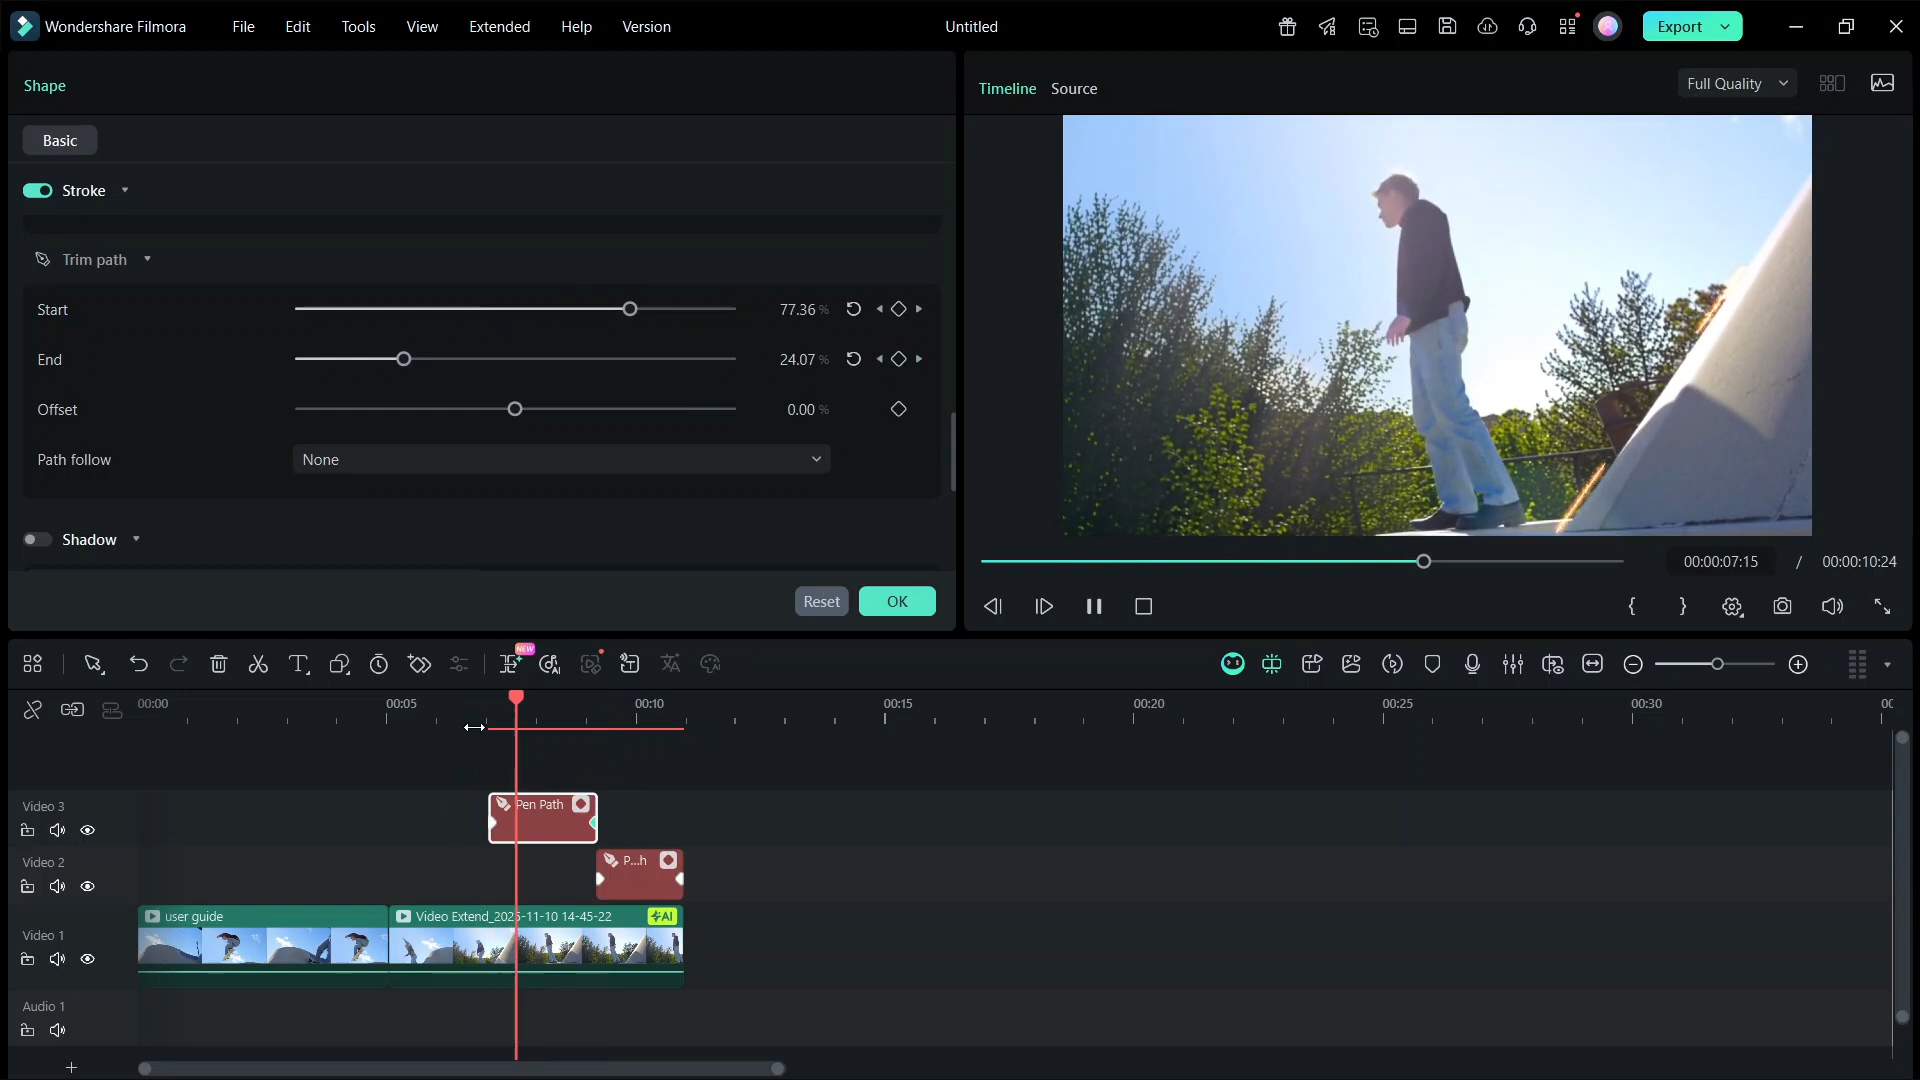 Wondershare Filmora File Edit Tools View Extended Help Version Untitled Export
Shape
Timeline Source Full Quality
Basic
Stroke
Trim path
Start 77.36 %
End 24.07 %
Offset 0.00 %
Path follow None
Shadow
00:00:07:15 / 00:00:10:24
Reset OK
NEW
00:00 00:05 00:10 00:15 00:20 00:25 00:30
Video 3 Pen Path
Video 2 P...h
user guide Video Extend_2025-11-10 14-45-22 AI
Video 1
Audio 1